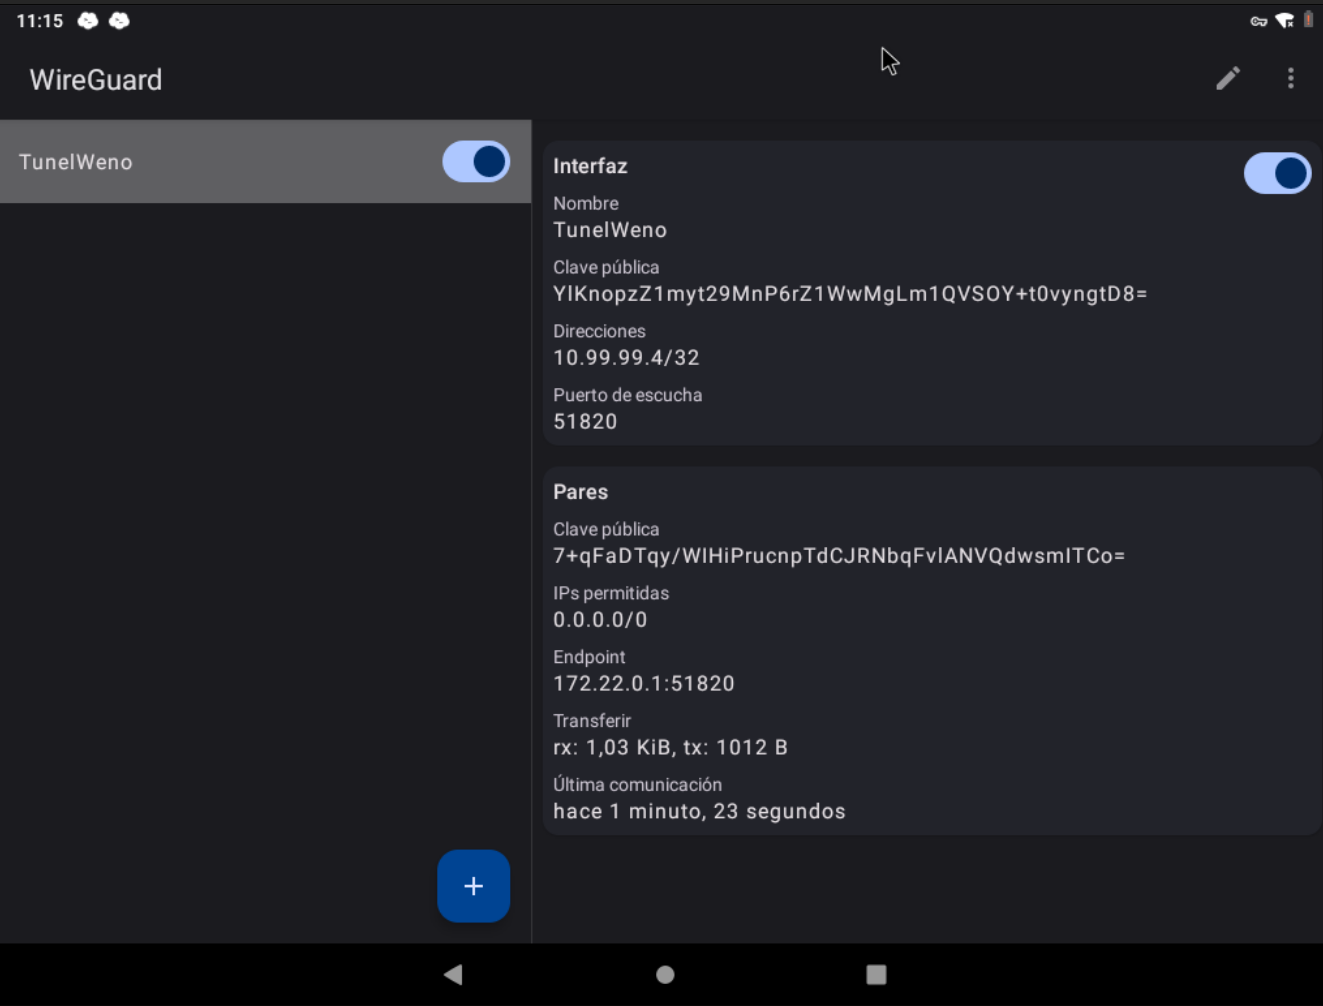 11:15
WireGuard
TunelWeno
Interfaz
Nombre
TunelWeno
Clave pública
YIKnopzZ1myt29MnP6rZ1WwMgLm1QVSOY+t0vyngtD8=
Direcciones
10.99.99.4/32
Puerto de escucha
51820
Pares
Clave pública
7+qFaDTqy/WIHiPrucnpTdCJRNbqFvlANVQdwsmITCo=
IPs permitidas
0.0.0.0/0
Endpoint
172.22.0.1:51820
Transferir
rx: 1,03 KiB, tx: 1012 B
Última comunicación
hace 1 minuto, 23 segundos